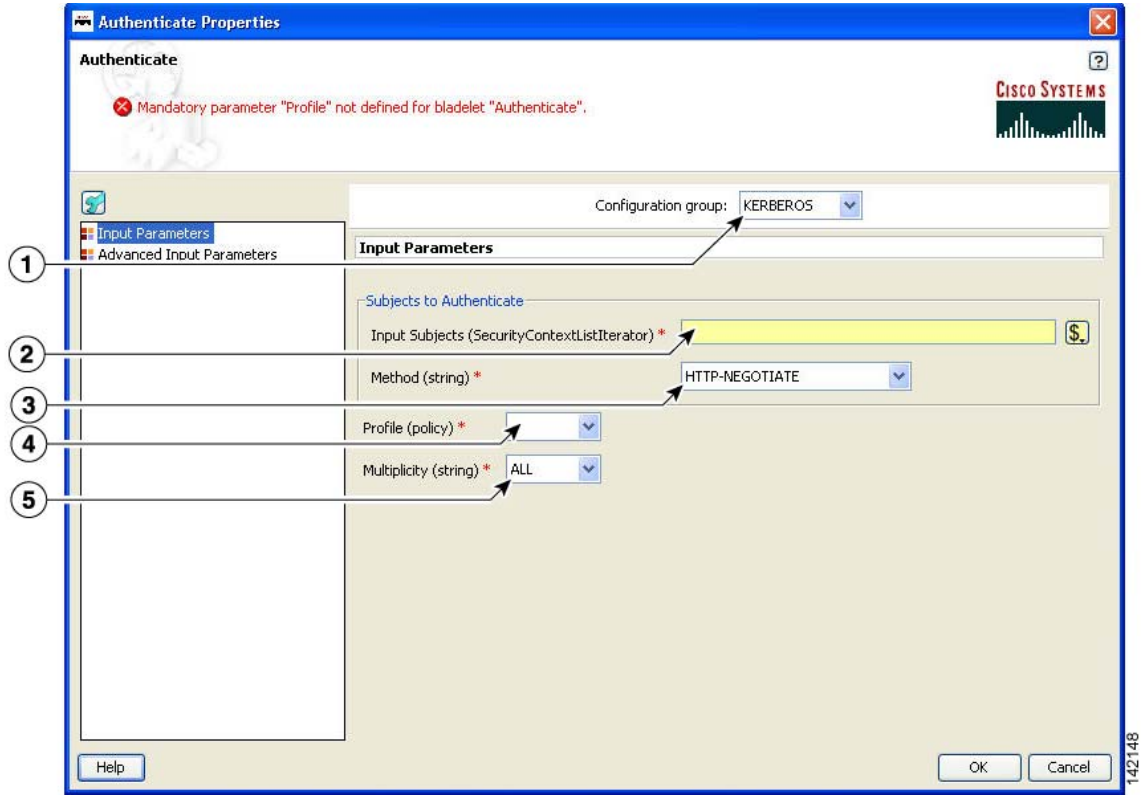 Authenticate Properties
Authenticate
?
Mandatory parameter "Profile" not defined for bladelet "Authenticate".
CISCO SYSTEMS
Configuration group: KERBEROS
Input Parameters
Advanced Input Parameters
Input Parameters
1
Subjects to Authenticate
Input Subjects (SecurityContextListIterator) *
$
2
Method (string) * HTTP-NEGOTIATE
3
Profile (policy) *
4
Multiplicity (string) * ALL
5
Help
OK
Cancel
142148